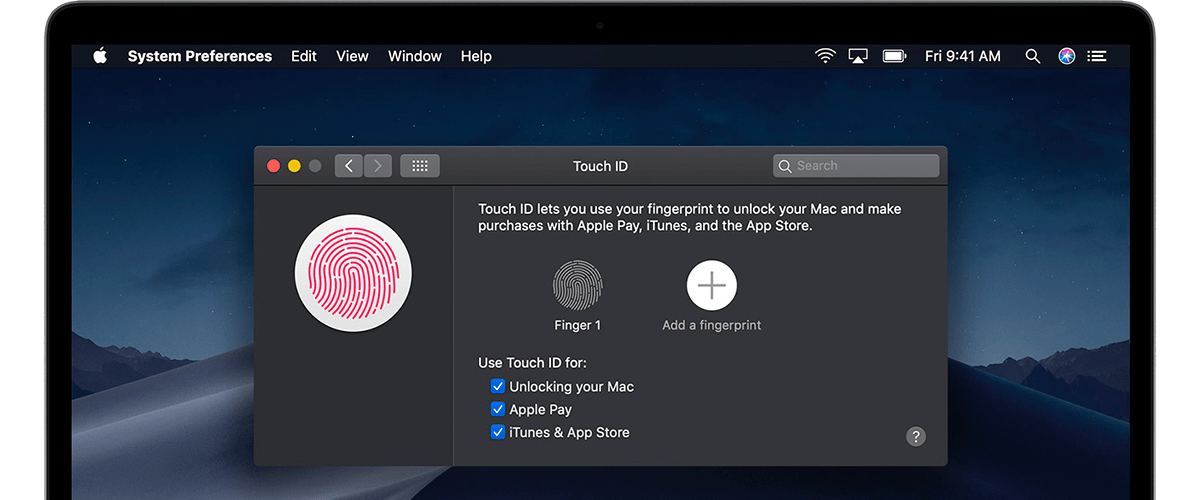 System Preferences Edit View Window Help Fri 9:41 AM
Touch ID
Search
Touch ID lets you use your fingerprint to unlock your Mac and make
purchases with Apple Pay, iTunes, and the App Store.
Finger 1 Add a fingerprint
Use Touch ID for:
Unlocking your Mac
Apple Pay
iTunes & App Store
?